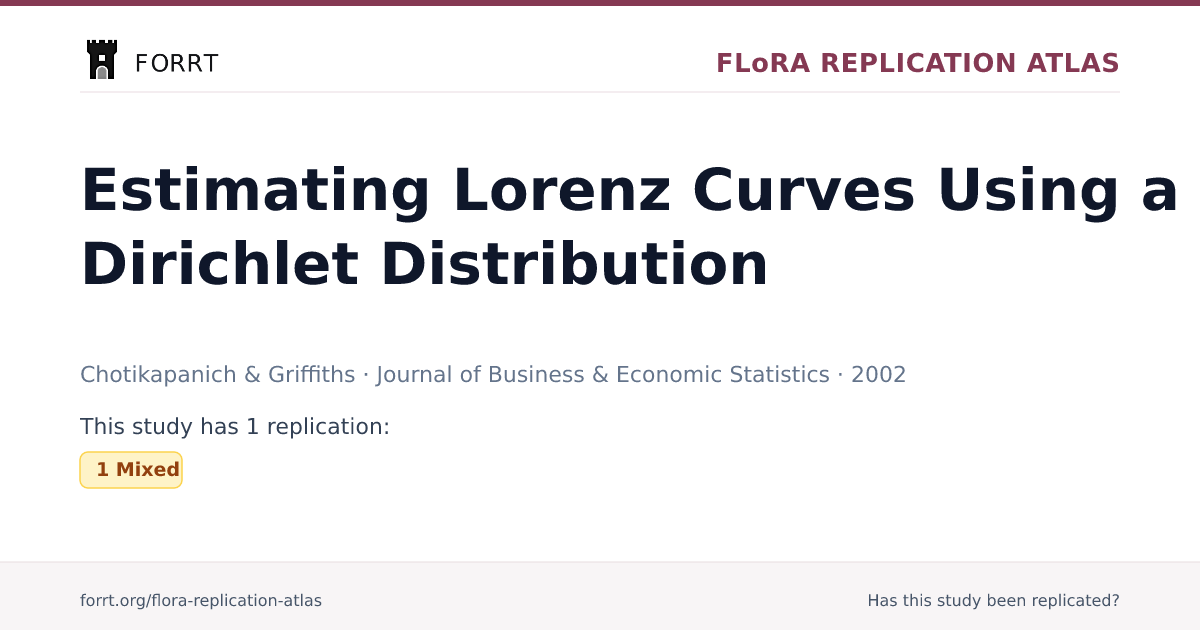 FORRT
FLoRA REPLICATION ATLAS
Estimating Lorenz Curves Using a
Dirichlet Distribution
Chotikapanich & Griffiths · Journal of Business & Economic Statistics · 2002
This study has 1 replication:
1 Mixed
forrt.org/flora-replication-atlas
Has this study been replicated?